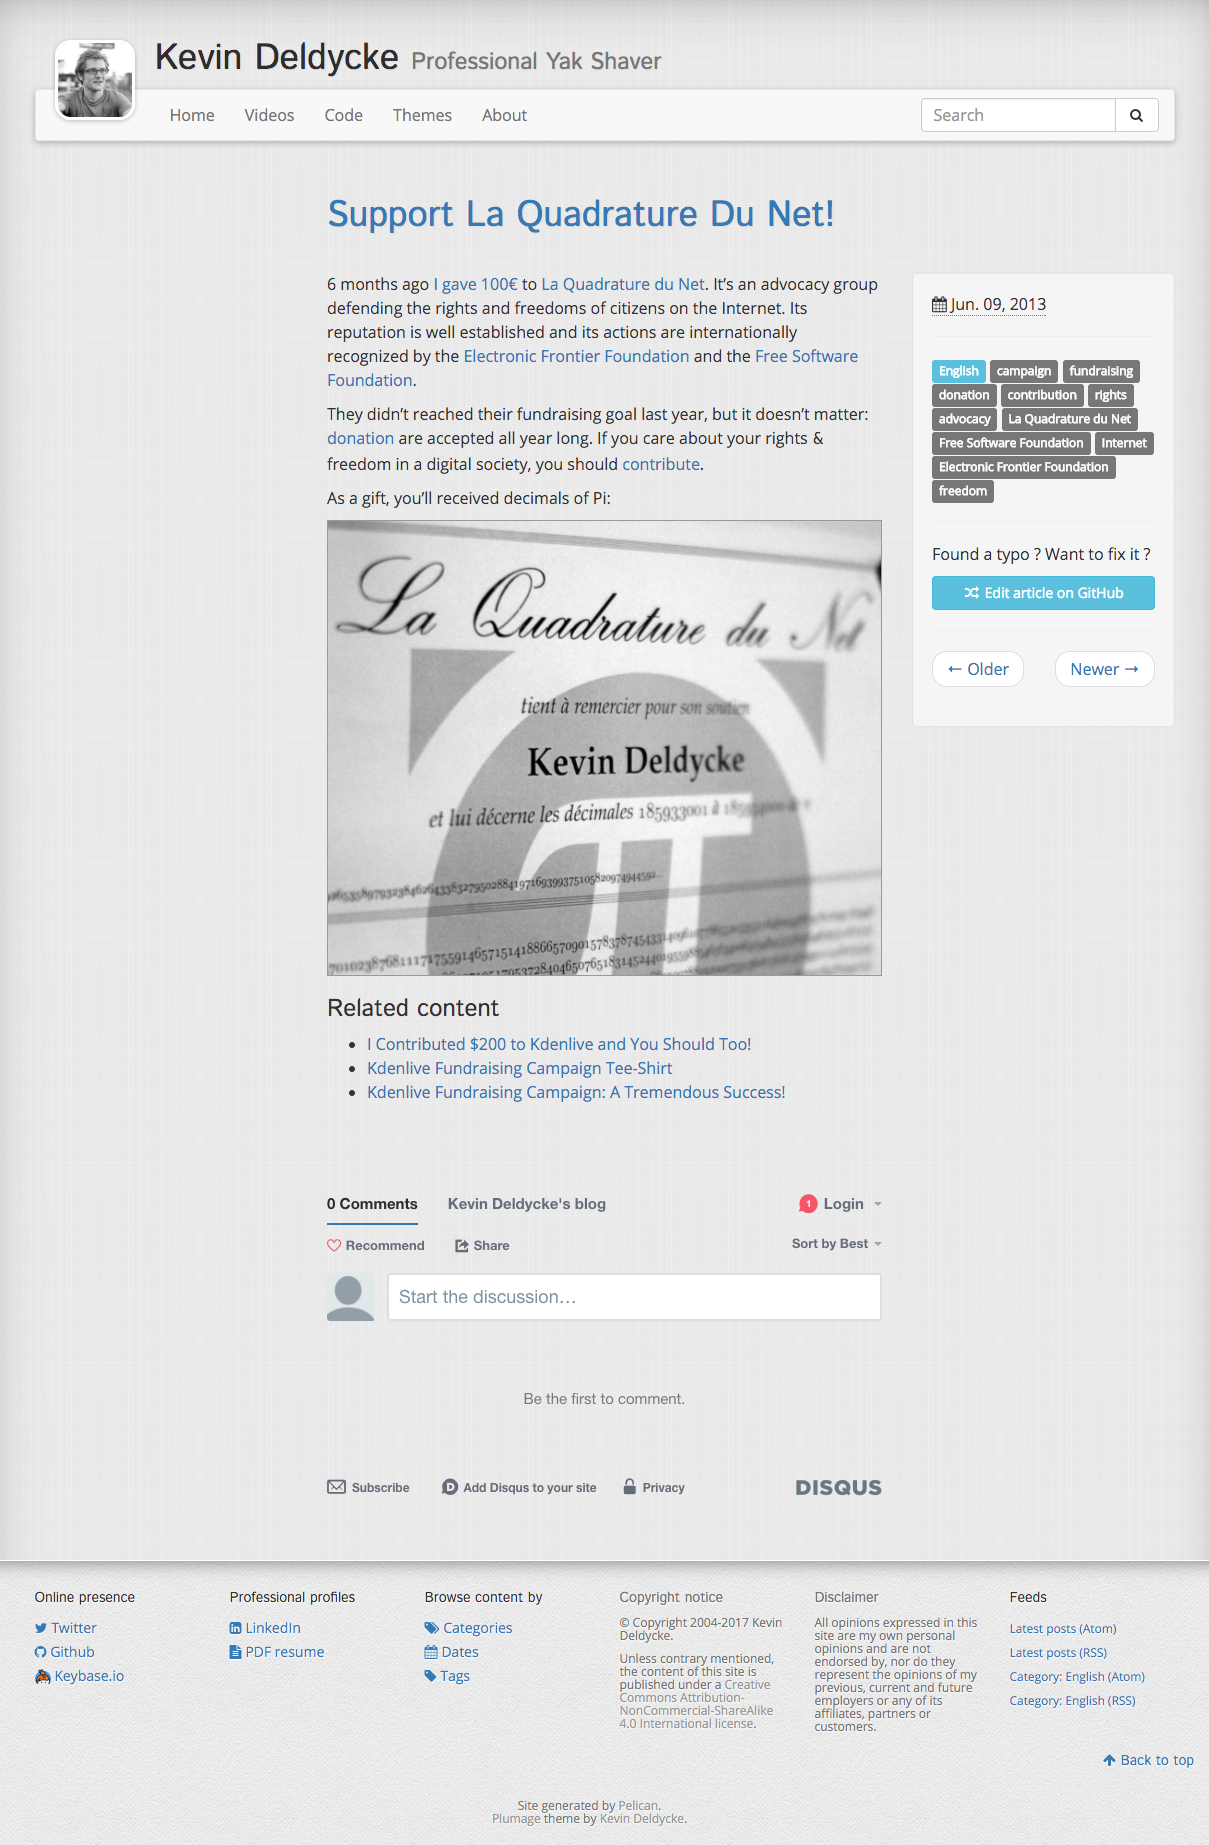 Kevin Deldycke Professional Yak Shaver
Home Videos Code Themes About Search
Support La Quadrature Du Net!
6 months ago I gave 100€ to La Quadrature du Net. It’s an advocacy group
defending the rights and freedoms of citizens on the Internet. Its
reputation is well established and its actions are internationally
recognized by the Electronic Frontier Foundation and the Free Software
Foundation.
They didn’t reached their fundraising goal last year, but it doesn’t matter:
donation are accepted all year long. If you care about your rights &
freedom in a digital society, you should contribute.
As a gift, you’ll received decimals of Pi:
La Quadrature du Net
tient à remercier pour son soutien
Kevin Deldycke
et lui décerne les décimales 185933001 à
Jun. 09, 2013
English campaign fundraising
donation contribution rights
advocacy La Quadrature du Net
Free Software Foundation Internet
Electronic Frontier Foundation
freedom
Found a typo ? Want to fix it ?
Edit article on GitHub
← Older Newer →
Related content
• I Contributed $200 to Kdenlive and You Should Too!
• Kdenlive Fundraising Campaign Tee-Shirt
• Kdenlive Fundraising Campaign: A Tremendous Success!
0 Comments Kevin Deldycke's blog 1 Login
Recommend Share Sort by Best
Start the discussion…
Be the first to comment.
Subscribe Add Disqus to your site Privacy DISQUS
Online presence
Twitter
Github
Keybase.io
Professional profiles
LinkedIn
PDF resume
Browse content by
Categories
Dates
Tags
Copyright notice
© Copyright 2004-2017 Kevin
Deldycke.
Unless contrary mentioned,
the content of this site is
published under a Creative
Commons Attribution-
NonCommercial-ShareAlike
4.0 International license.
Disclaimer
All opinions expressed in this
site are my own personal
opinions and are not
endorsed by, nor do they
represent the opinions of my
previous, current and future
employers or any of its
affiliates, partners or
customers.
Feeds
Latest posts (Atom)
Latest posts (RSS)
Category: English (Atom)
Category: English (RSS)
Back to top
Site generated by Pelican.
Plumage theme by Kevin Deldycke.